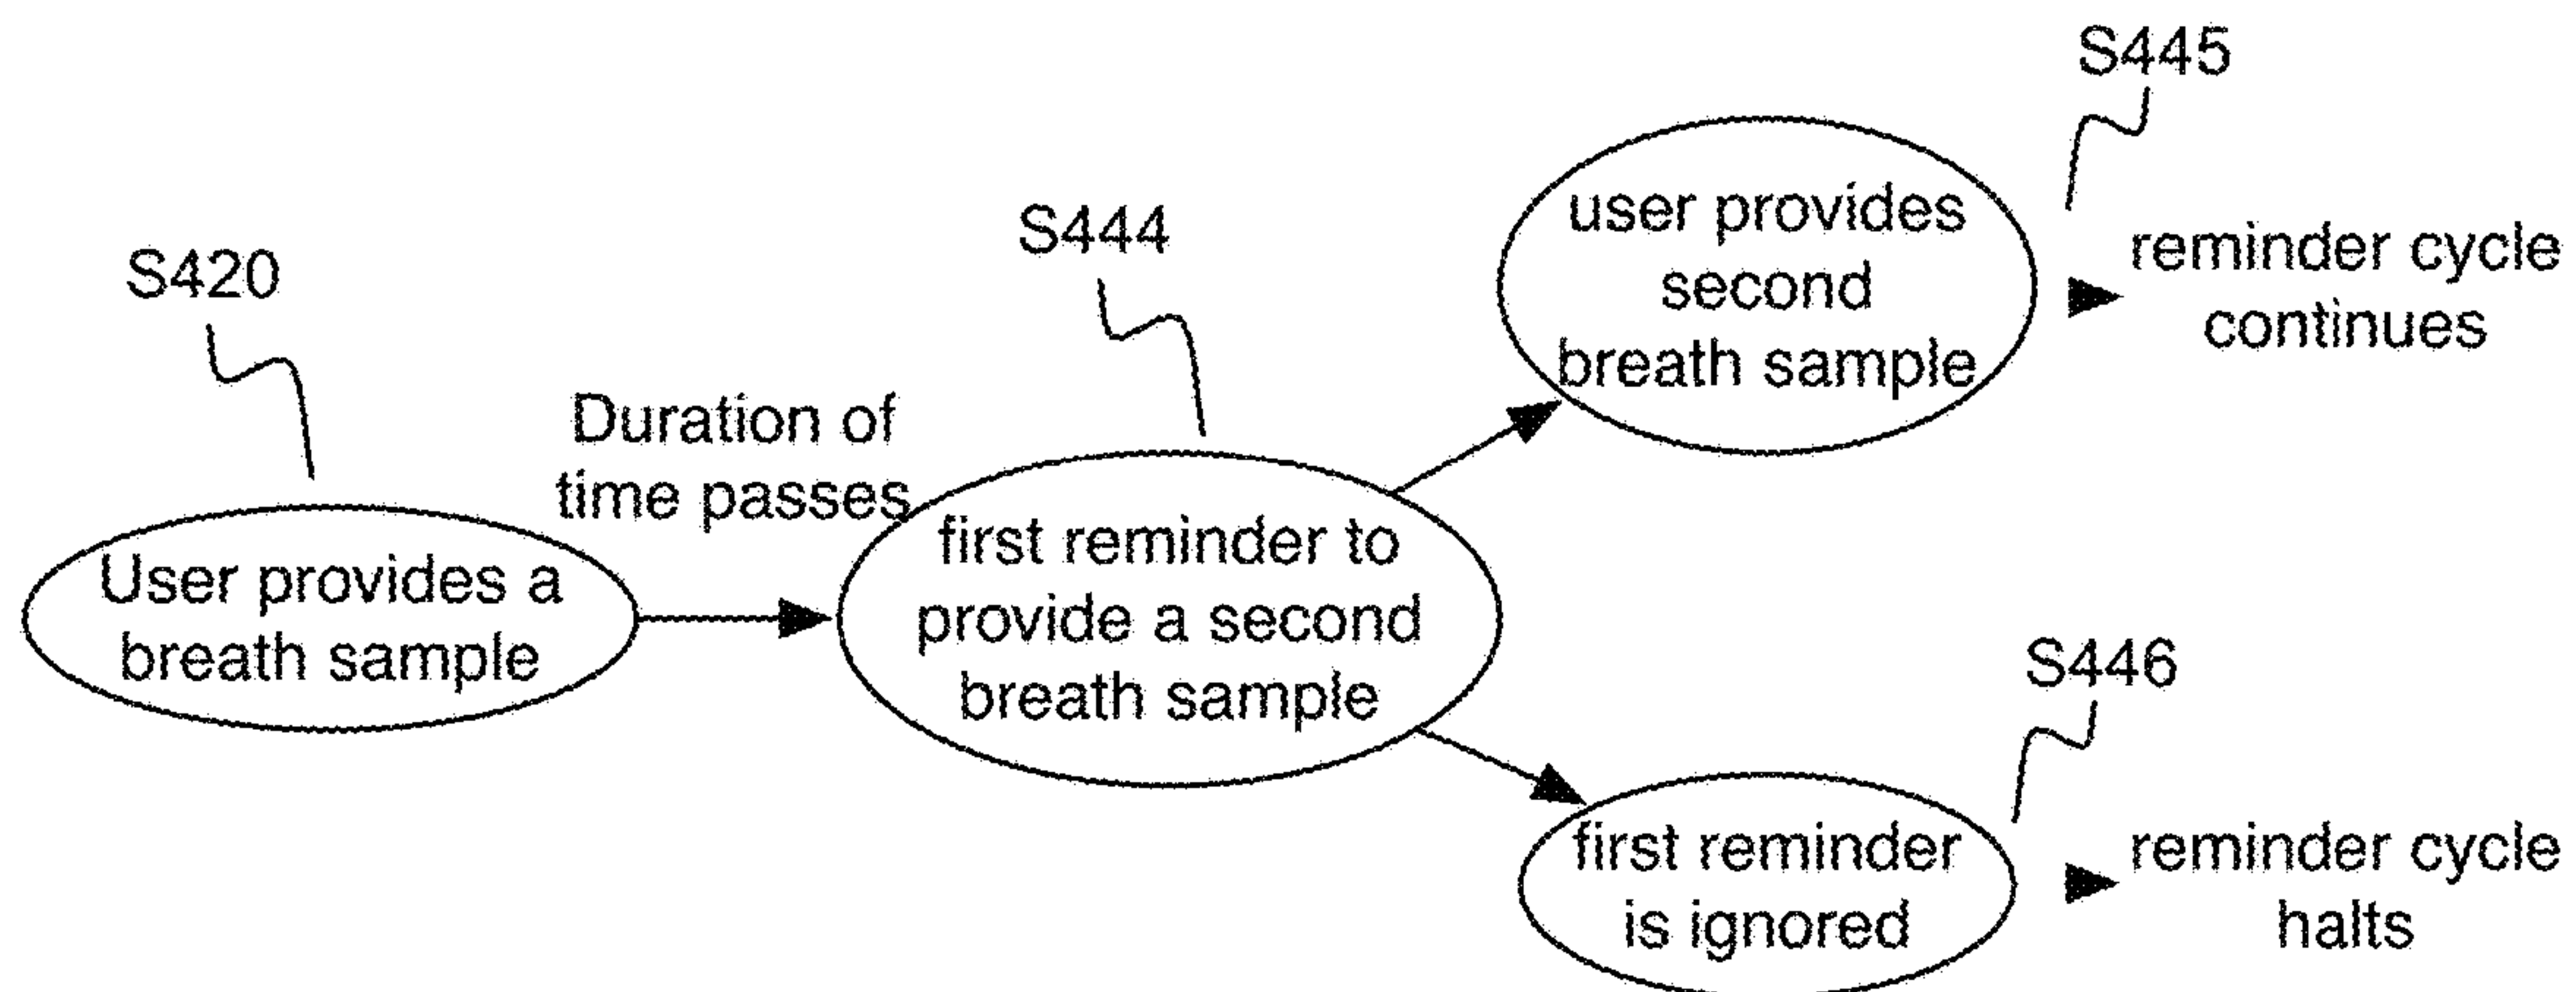 S420
User provides a
breath sample
Duration of
time passes
S444
first reminder to
provide a second
breath sample
user provides
second
breath sample
S445
reminder cycle
continues
first reminder
is ignored
S446
reminder cycle
halts